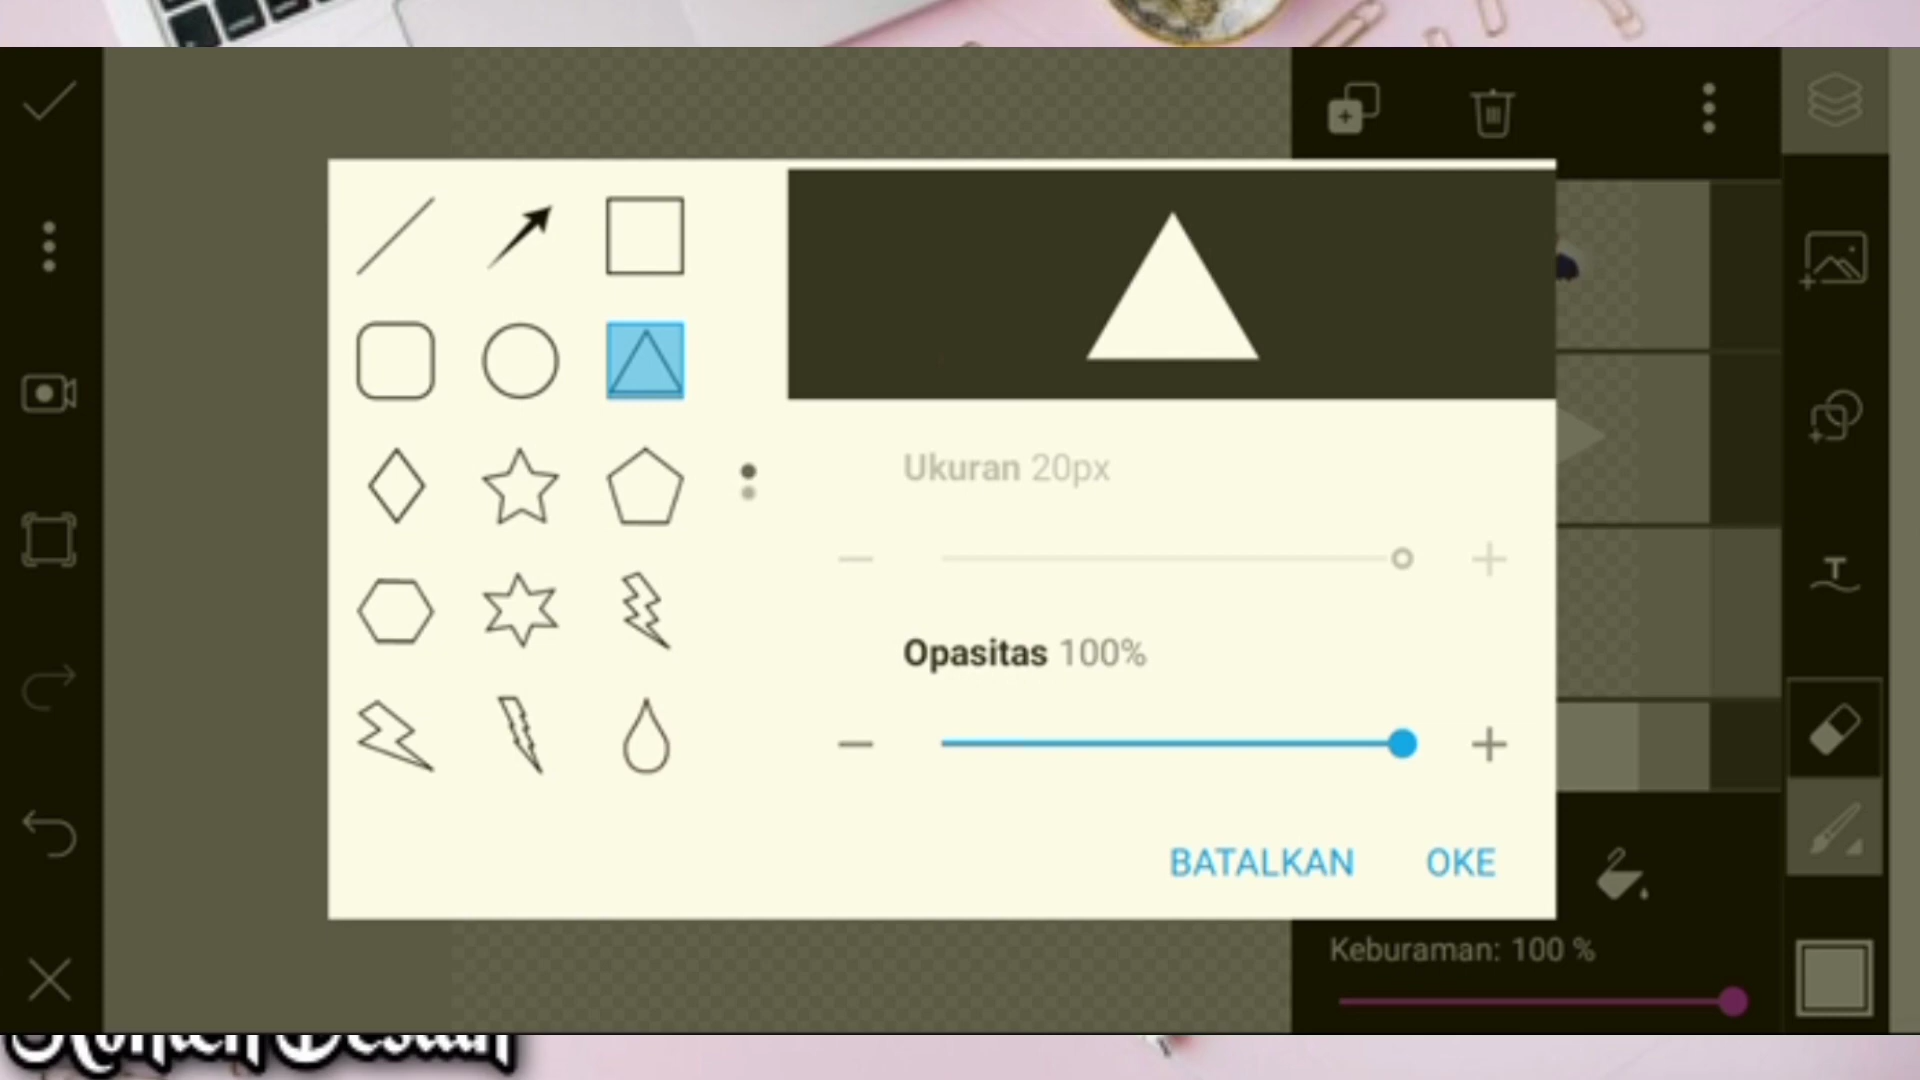 Ukuran 20px
Opasitas 100%
BATALKAN OKE
Keburaman: 100 %